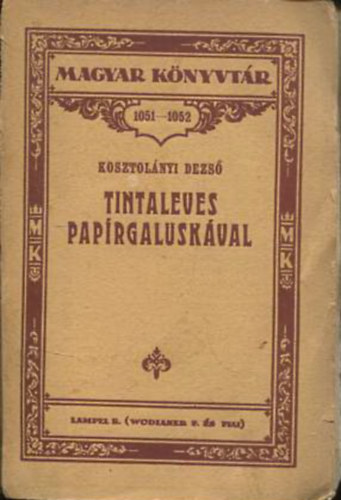 MAGYAR KÖNYVTÁR
1051—1052
KOSZTOLÁNYI DEZSŐ
TINTALEVES
PAPÍRGALUSKÁVAL
M K
M K
LAMPEL R. (WODIANER F. ÉS FIAI)